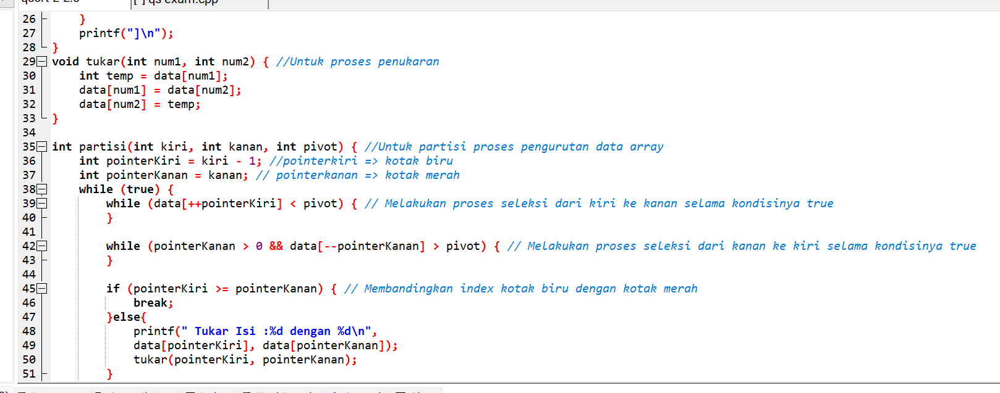 qsort 2 2.0 [*] qs exam.cpp
26 }
27 printf("]\n");
28 }
29 void tukar(int num1, int num2) { //Untuk proses penukaran
30 int temp = data[num1];
31 data[num1] = data[num2];
32 data[num2] = temp;
33 }
34
35 int partisi(int kiri, int kanan, int pivot) { //Untuk partisi proses pengurutan data array
36 int pointerKiri = kiri - 1; //pointerkiri => kotak biru
37 int pointerKanan = kanan; // pointerkanan => kotak merah
38 while (true) {
39 while (data[++pointerKiri] < pivot) { // Melakukan proses seleksi dari kiri ke kanan selama kondisinya true
40 }
41
42 while (pointerKanan > 0 && data[--pointerKanan] > pivot) { // Melakukan proses seleksi dari kanan ke kiri selama kondisinya true
43 }
44
45 if (pointerKiri >= pointerKanan) { // Membandingkan index kotak biru dengan kotak merah
46 break;
47 }else{
48 printf(" Tukar Isi :%d dengan %d\n",
49 data[pointerKiri], data[pointerKanan]);
50 tukar(pointerKiri, pointerKanan);
51 }